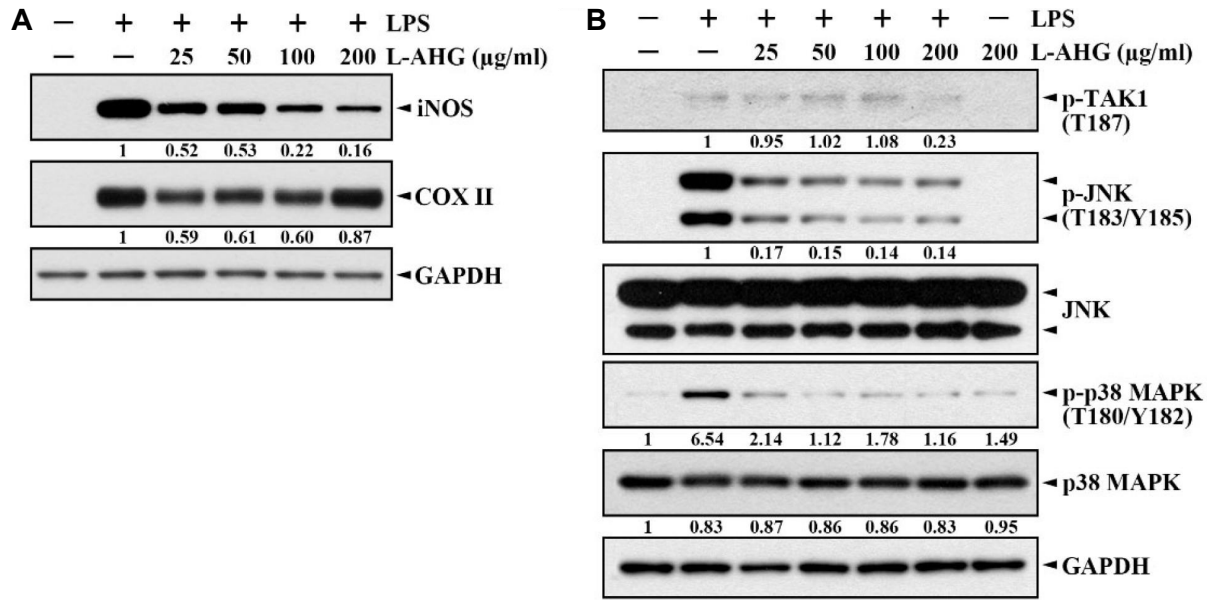 A
− + + + + + LPS
− − 25 50 100 200 L-AHG (µg/ml)
iNOS
1 0.52 0.53 0.22 0.16
COX II
1 0.59 0.61 0.60 0.87
GAPDH
B
− + + + + + − LPS
− − 25 50 100 200 200 L-AHG (µg/ml)
p-TAK1
(T187)
1 0.95 1.02 1.08 0.23
p-JNK
(T183/Y185)
1 0.17 0.15 0.14 0.14
JNK
p-p38 MAPK
(T180/Y182)
1 6.54 2.14 1.12 1.78 1.16 1.49
p38 MAPK
1 0.83 0.87 0.86 0.86 0.83 0.95
GAPDH